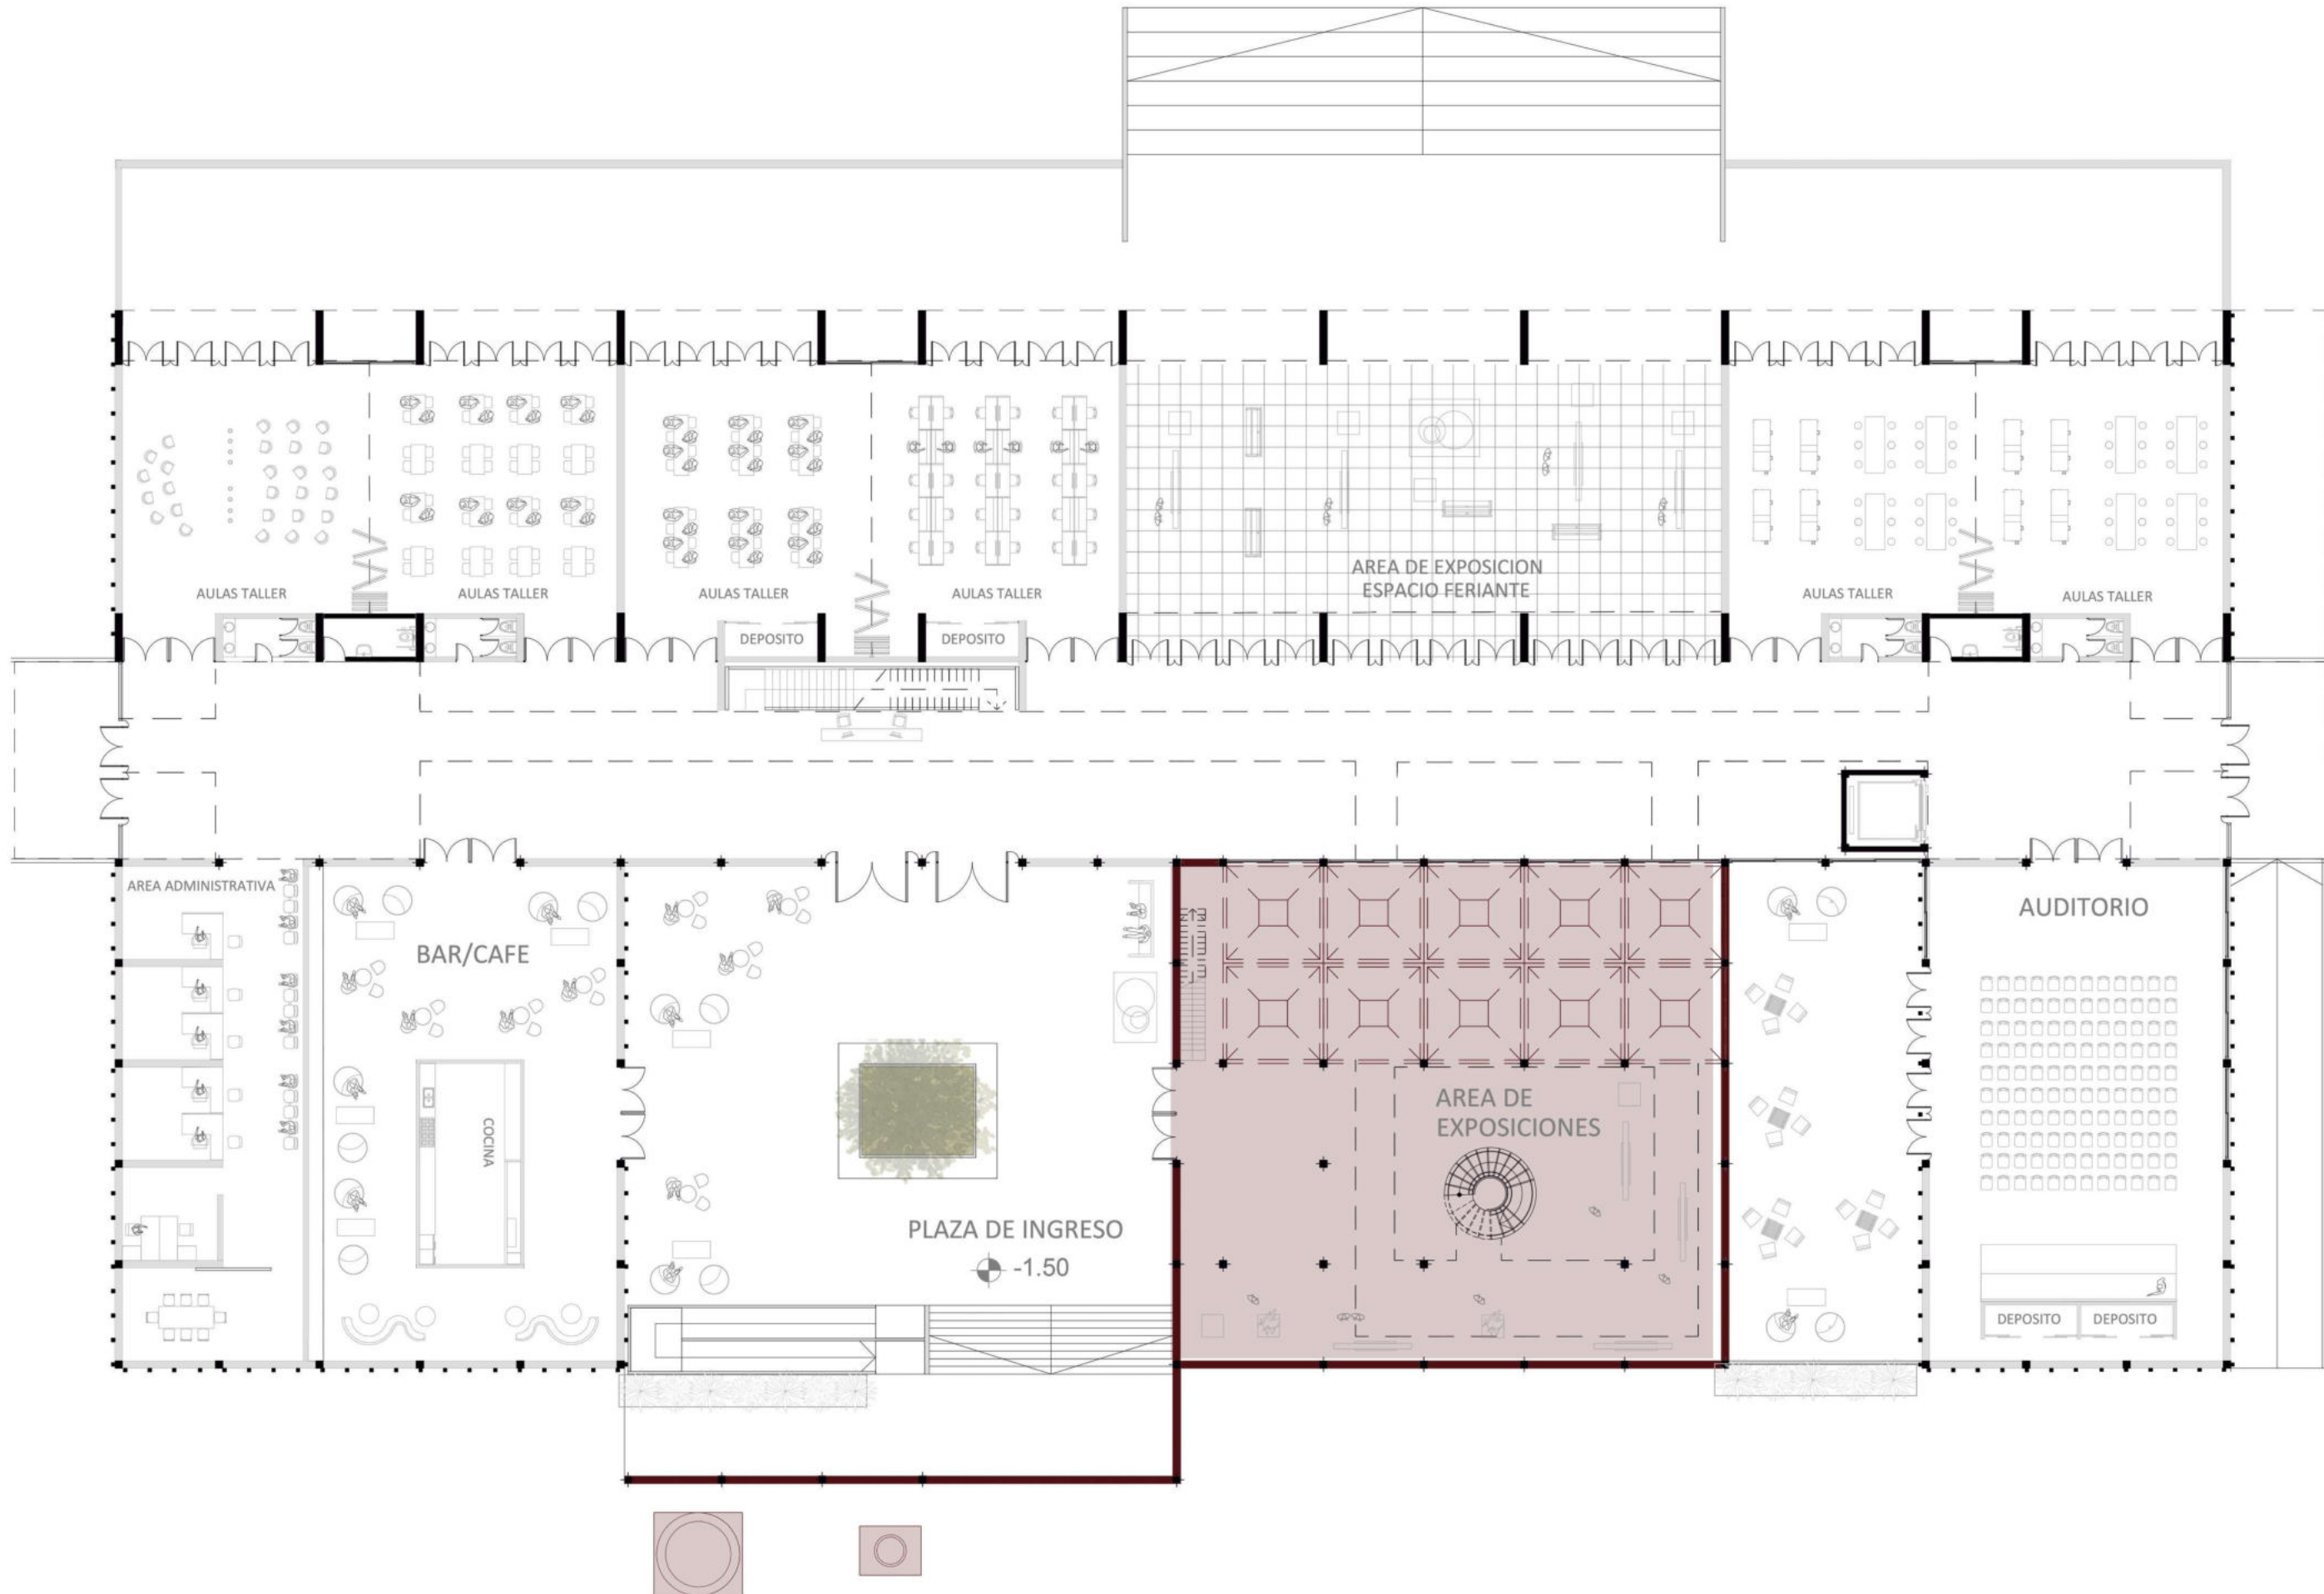 AREA DE EXPOSICION
ESPACIO FERIANTE
AULAS TALLER
AULAS TALLER
AULAS TALLER
AULAS TALLER
AULAS TALLER
AULAS TALLER
DEPOSITO
DEPOSITO
AREA ADMINISTRATIVA
BAR/CAFE
COCINA
PLAZA DE INGRESO
-1.50
AREA DE
EXPOSICIONES
AUDITORIO
DEPOSITO
DEPOSITO